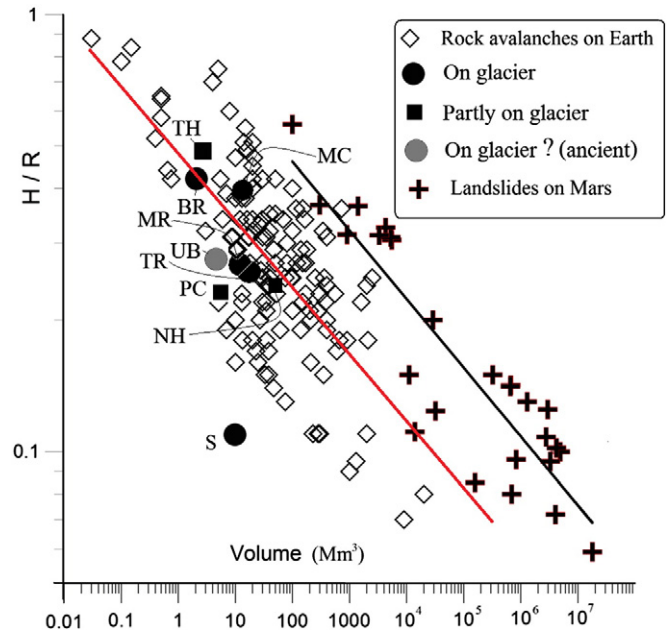 1
Rock avalanches on Earth
On glacier
Partly on glacier
On glacier ? (ancient)
Landslides on Mars
TH
MC
BR
H / R
MR
UB
TR
PC
NH
S
0.1
Volume (Mm³)
0.01 0.1 1 10 100 1000 10⁴ 10⁵ 10⁶ 10⁷